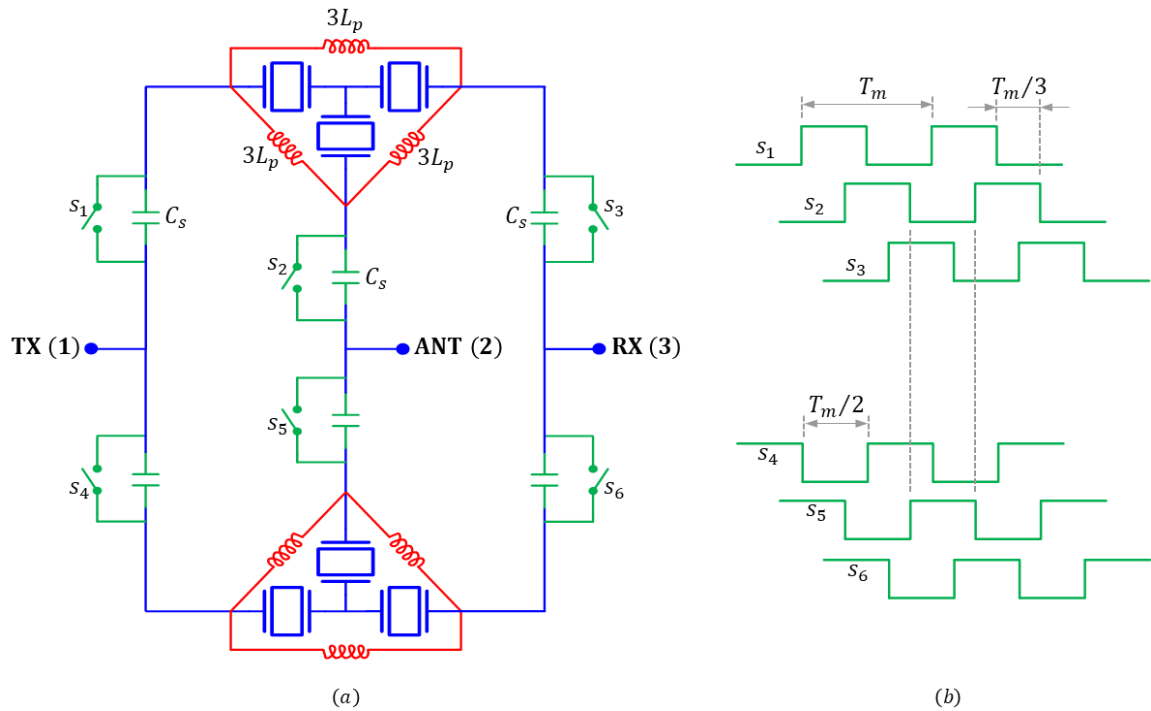 3Lₚ
3Lₚ 3Lₚ
s₁ Cₛ Cₛ s₃
s₂ Cₛ
TX (1) ANT (2) RX (3)
s₅
s₄ s₆
(a)
Tₘ Tₘ/3
s₁
s₂
s₃
Tₘ/2
s₄
s₅
s₆
(b)